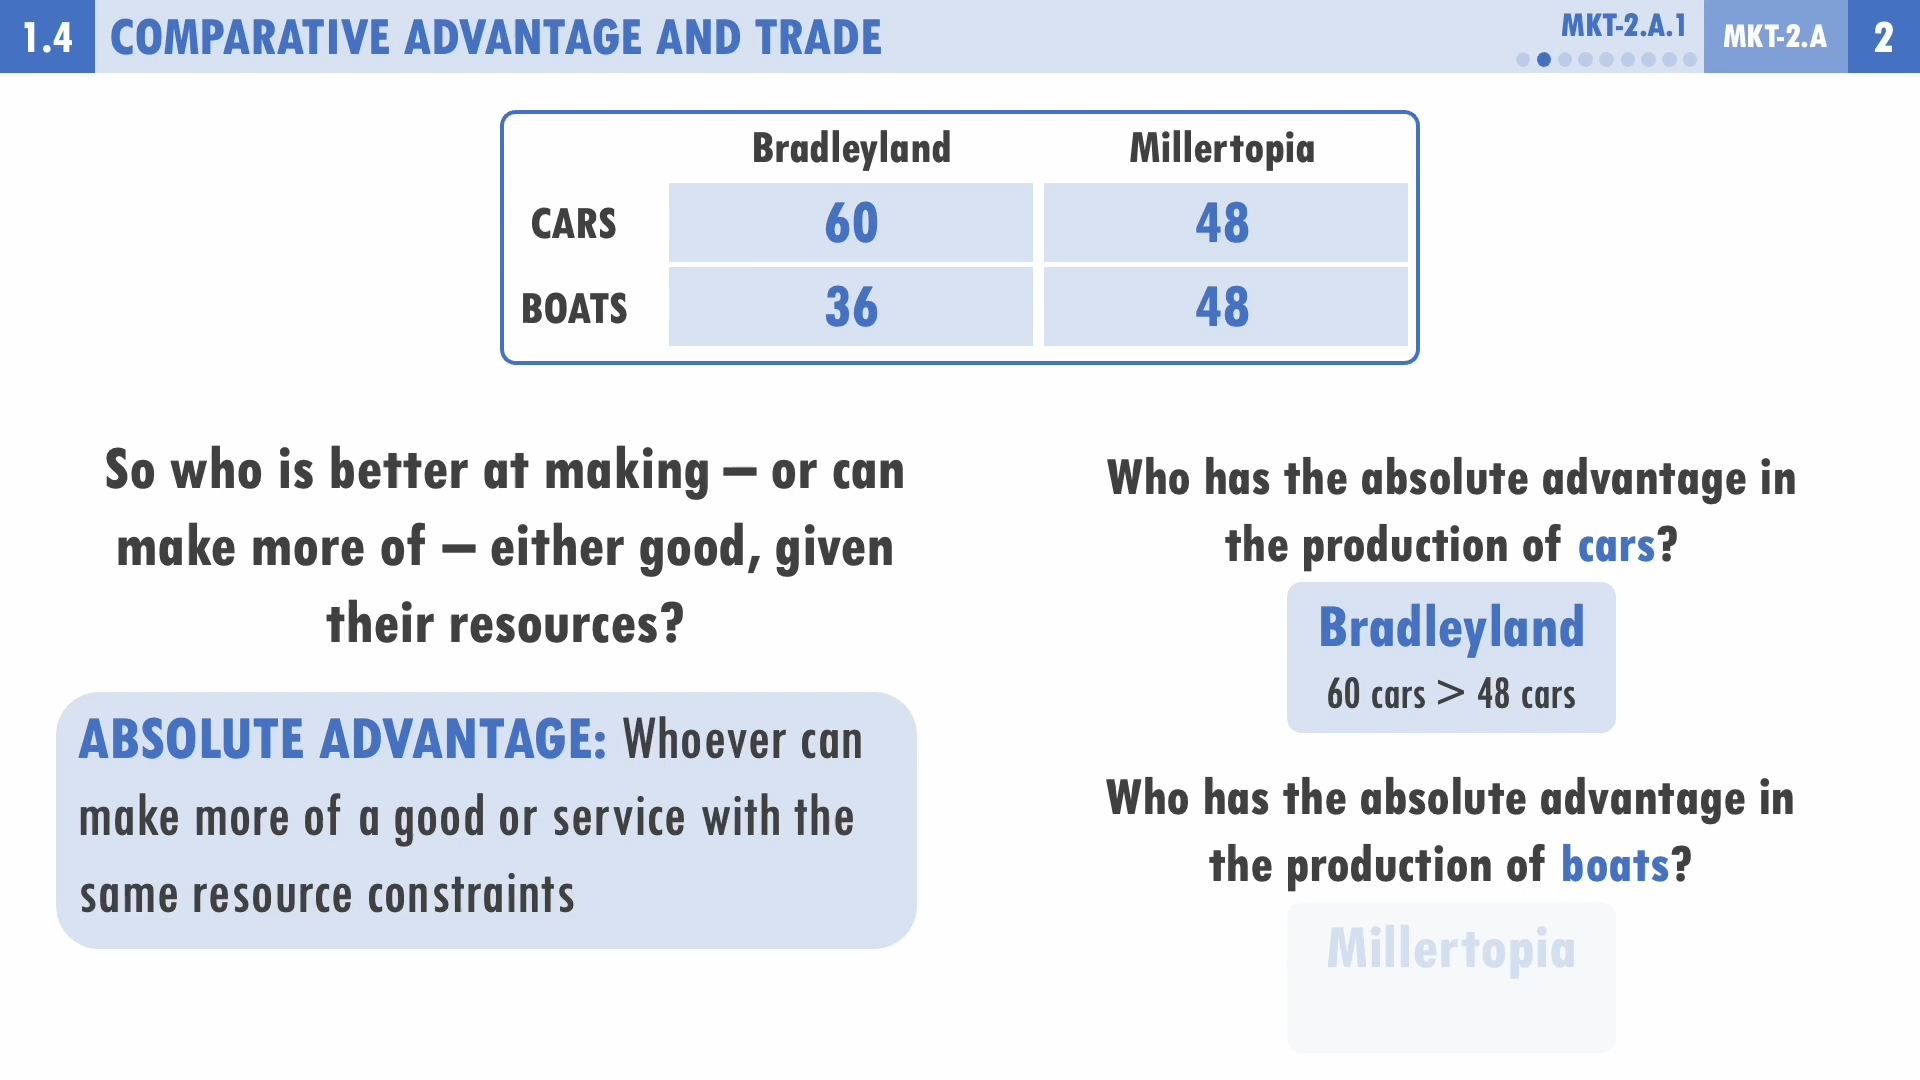 1.4 COMPARATIVE ADVANTAGE AND TRADE MKT-2.A.1 MKT-2.A 2
Bradleyland Millertopia
CARS 60 48
BOATS 36 48
So who is better at making – or can
make more of – either good, given
their resources?
ABSOLUTE ADVANTAGE: Whoever can
make more of a good or service with the
same resource constraints
Who has the absolute advantage in
the production of cars?
Bradleyland
60 cars > 48 cars
Who has the absolute advantage in
the production of boats?
Millertopia